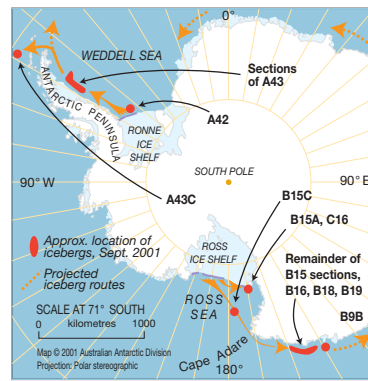 0°
WEDDELL SEA
Sections
of A43
ANTARCTIC PENINSULA
A42
RONNE
ICE
SHELF
SOUTH POLE
90° W
90° E
A43C
B15C
B15A, C16
Approx. location of
icebergs, Sept. 2001
Projected
iceberg routes
ROSS
ICE SHELF
Remainder of
B15 sections,
B16, B18, B19
B9B
ROSS
SEA
SCALE AT 71° SOUTH
0 kilometres 1000
Cape Adare
180°
Map © 2001 Australian Antarctic Division
Projection: Polar stereographic